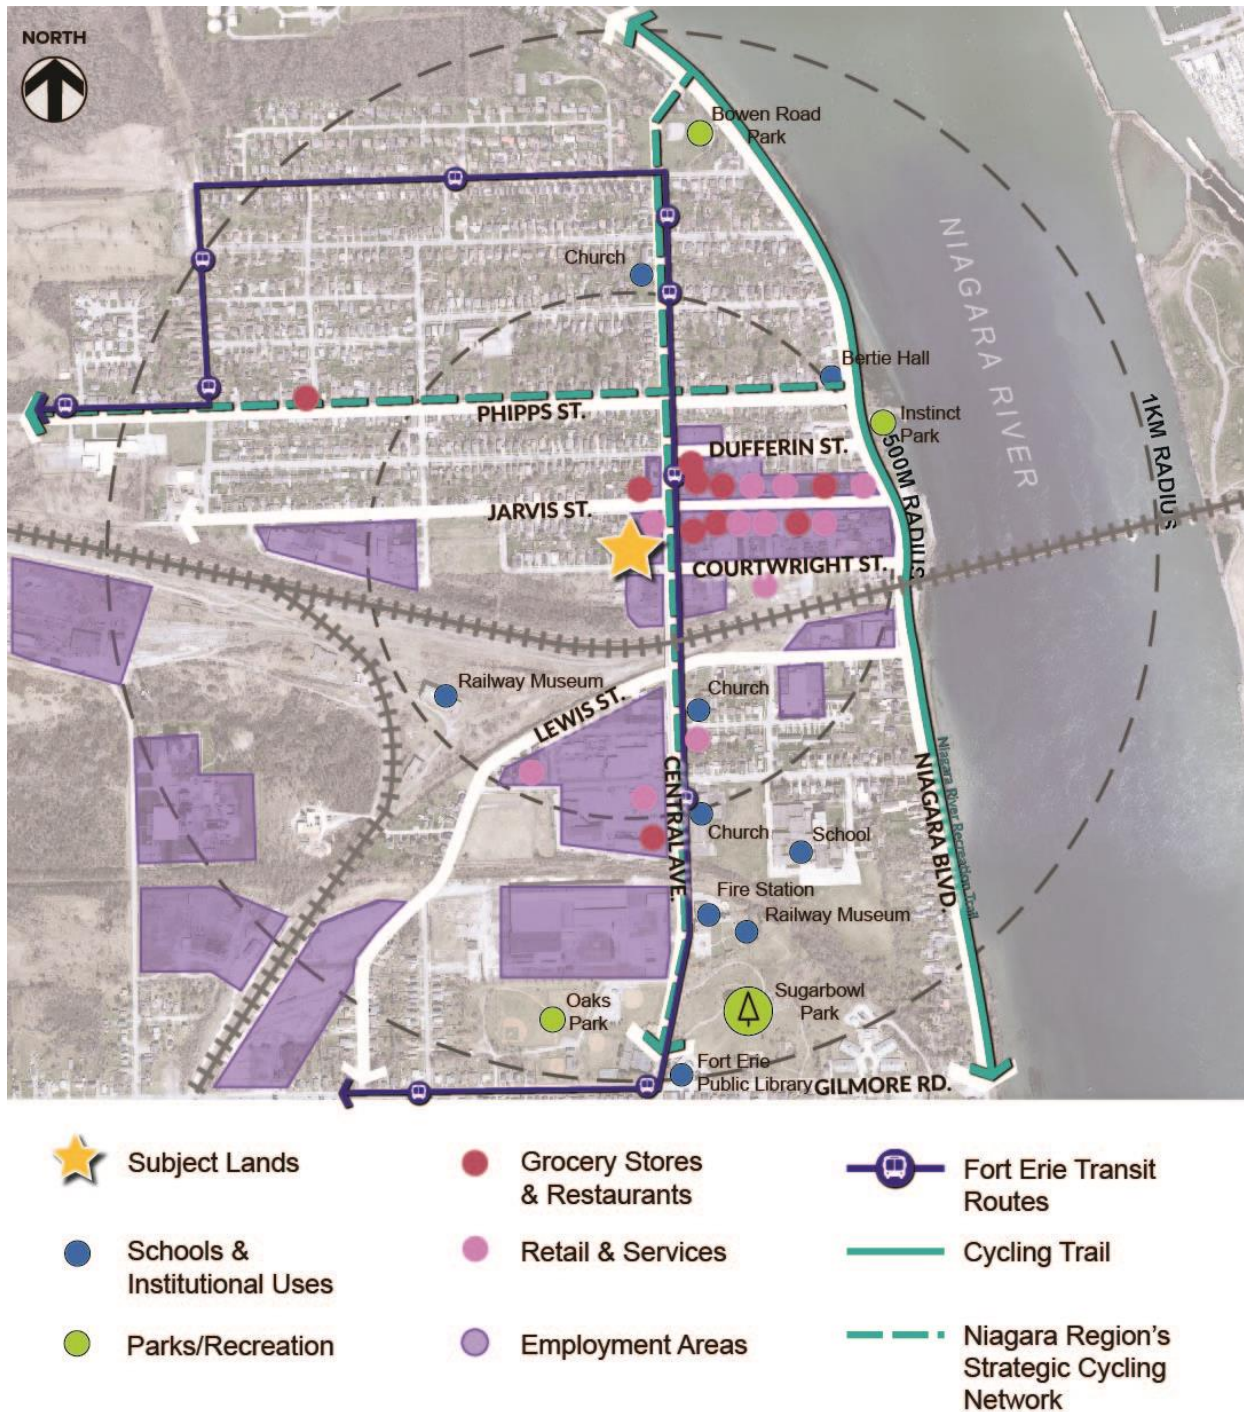 NORTH
Bowen Road
Park
NIAGARA RIVER
Church
Bertie Hall
PHIPPS ST.
Instinct
Park
1KM RADIUS
DUFFERIN ST.
500M RADIUS
JARVIS ST.
COURTWRIGHT ST.
Railway Museum
LEWIS ST.
Church
CENTRAL AVE.
NIAGARA BLVD.
Niagara River Recreation Trail
Church
School
Fire Station
Railway Museum
Oaks
Park
Sugarbowl
Park
Fort Erie
Public Library
GILMORE RD.
Subject Lands
Grocery Stores
& Restaurants
Fort Erie Transit
Routes
Schools &
Institutional Uses
Retail & Services
Cycling Trail
Parks/Recreation
Employment Areas
Niagara Region's
Strategic Cycling
Network